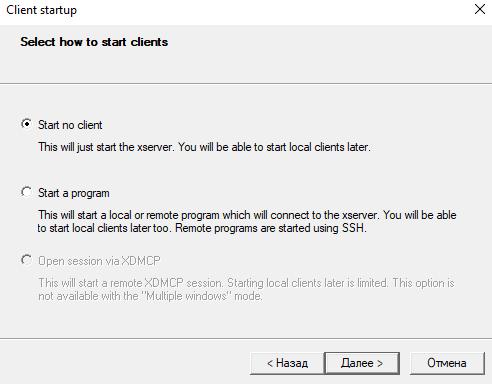 Client startup
Select how to start clients
Start no client
This will just start the xserver. You will be able to start local clients later.
Start a program
This will start a local or remote program which will connect to the xserver. You will be able
to start local clients later too. Remote programs are started using SSH.
Open session via XDMCP
This will start a remote XDMCP session. Starting local clients later is limited. This option is
not available with the "Multiple windows" mode.
< Назад Далее > Отмена